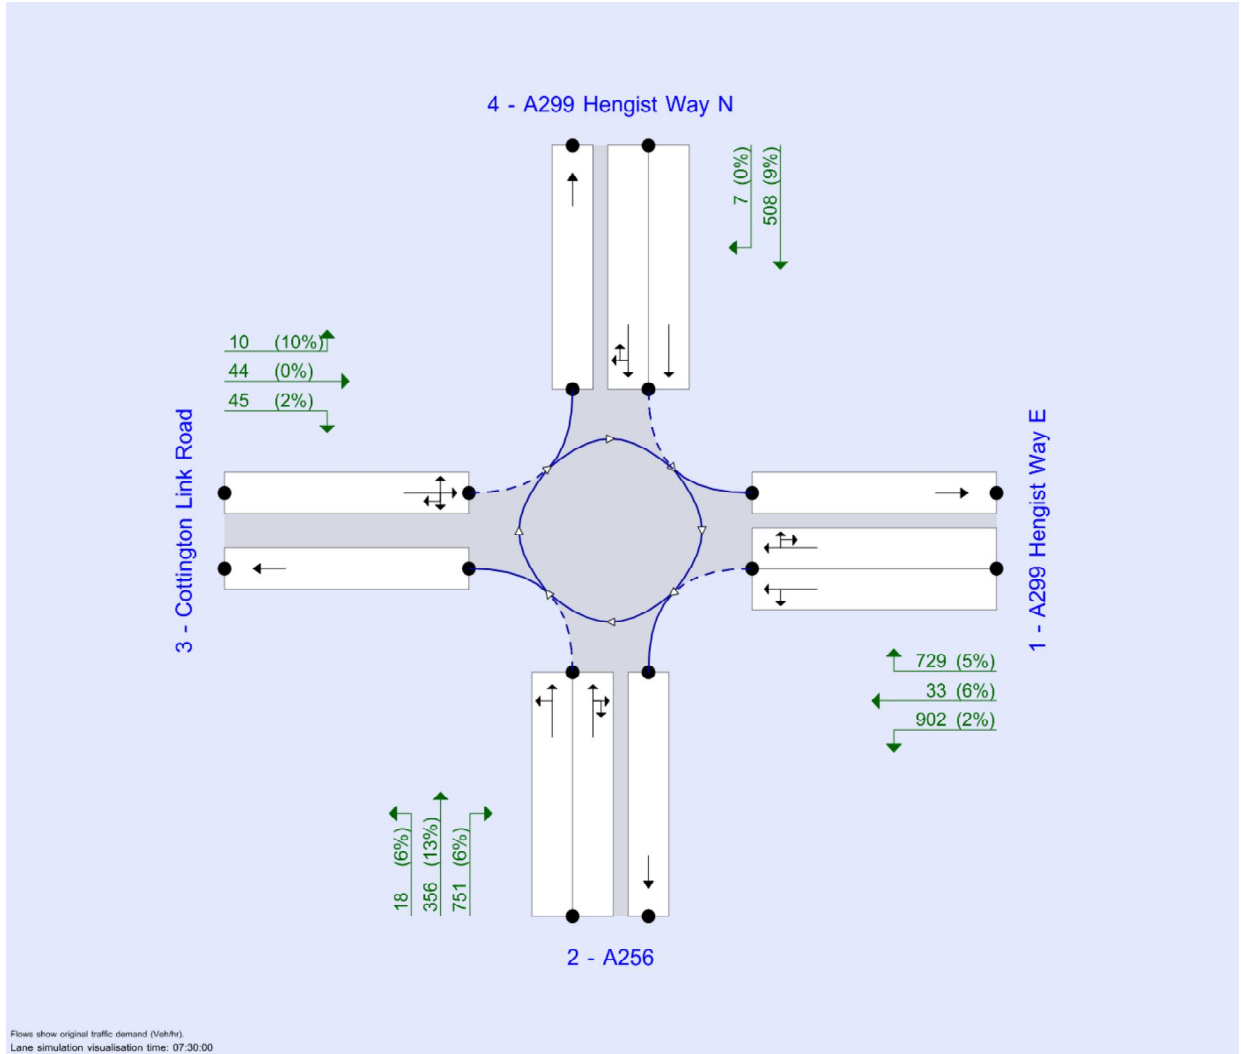 4 - A299 Hengist Way N
7 (0%)
508 (9%)
10 (10%)
44 (0%)
45 (2%)
3 - Cottington Link Road
1 - A299 Hengist Way E
729 (5%)
33 (6%)
902 (2%)
18 (6%)
356 (13%)
751 (6%)
2 - A256
Flows show original traffic demand (Veh/hr).
Lane simulation visualisation time: 07:30:00